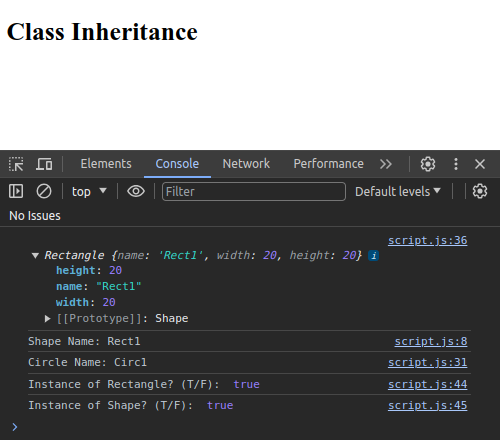 Class Inheritance
Elements Console Network Performance
top Filter Default levels
No Issues
script.js:36
Rectangle {name: 'Rect1', width: 20, height: 20} i
height: 20
name: "Rect1"
width: 20
[[Prototype]]: Shape
Shape Name: Rect1 script.js:8
Circle Name: Circ1 script.js:31
Instance of Rectangle? (T/F): true script.js:44
Instance of Shape? (T/F): true script.js:45